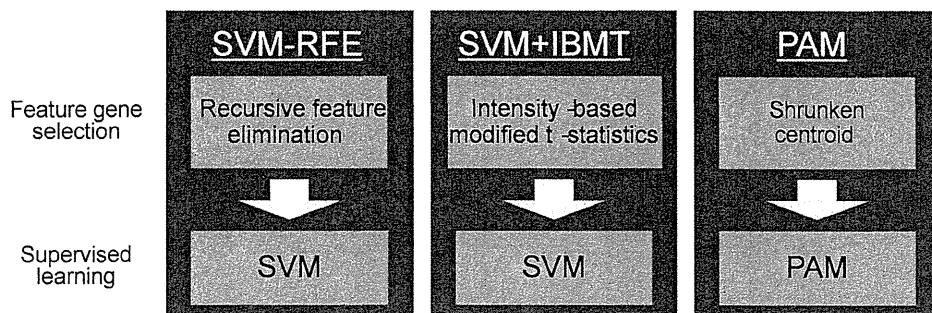 SVM-RFE
SVM+IBMT
PAM
Feature gene
selection
Recursive feature
elimination
Intensity -based
modified t -statistics
Shrunken
centroid
Supervised
learning
SVM
SVM
PAM